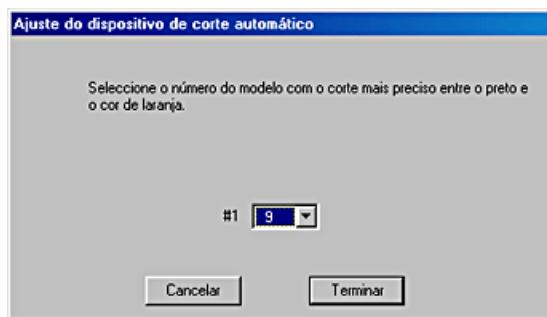 Ajuste do dispositivo de corte automático
Seleccione o número do modelo com o corte mais preciso entre o preto e
o cor de laranja.
#1 9
Cancelar Terminar